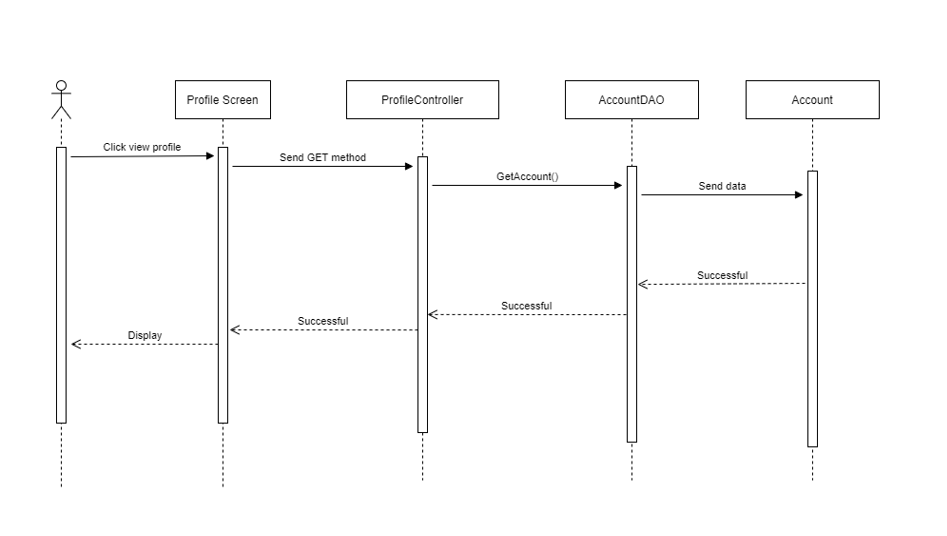 Profile Screen
ProfileController
AccountDAO
Account
Click view profile
Send GET method
GetAccount()
Send data
Successful
Successful
Successful
Display